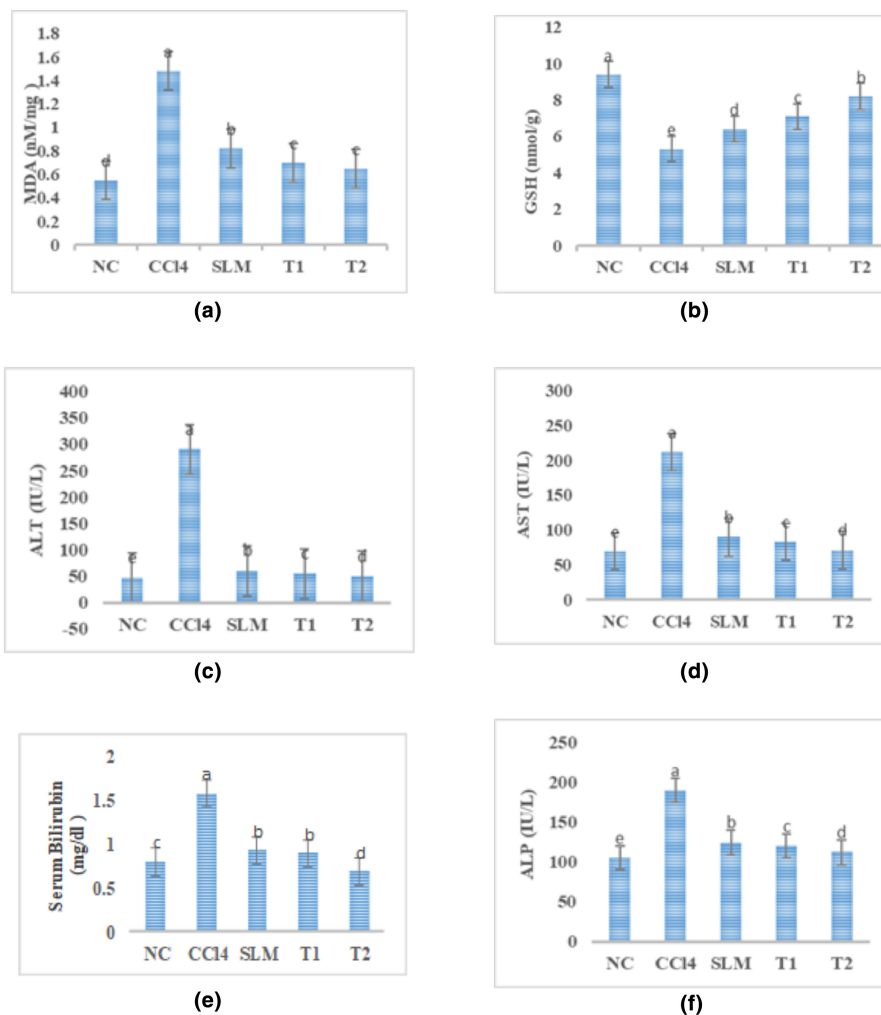 1.8
1.6
1.4
1.2
1
0.8
0.6
0.4
0.2
0
MDA (nM/mg )
a
b
c
c
d
NC CCl4 SLM T1 T2
(a)
12
10
8
6
4
2
0
GSH (nmol/g)
a
e
d
c
b
NC CCl4 SLM T1 T2
(b)
400
350
300
250
200
150
100
50
0
-50
ALT (IU/L)
e
a
b
c
d
NC CCl4 SLM T1 T2
(c)
300
250
200
150
100
50
0
AST (IU/L)
e
a
b
c
d
NC CCl4 SLM T1 T2
(d)
2
1.5
1
0.5
0
Serum Bilirubin
(mg/dl )
c
a
b
b
d
NC CCl4 SLM T1 T2
(e)
250
200
150
100
50
0
ALP (IU/L)
e
a
b
c
d
NC CCl4 SLM T1 T2
(f)